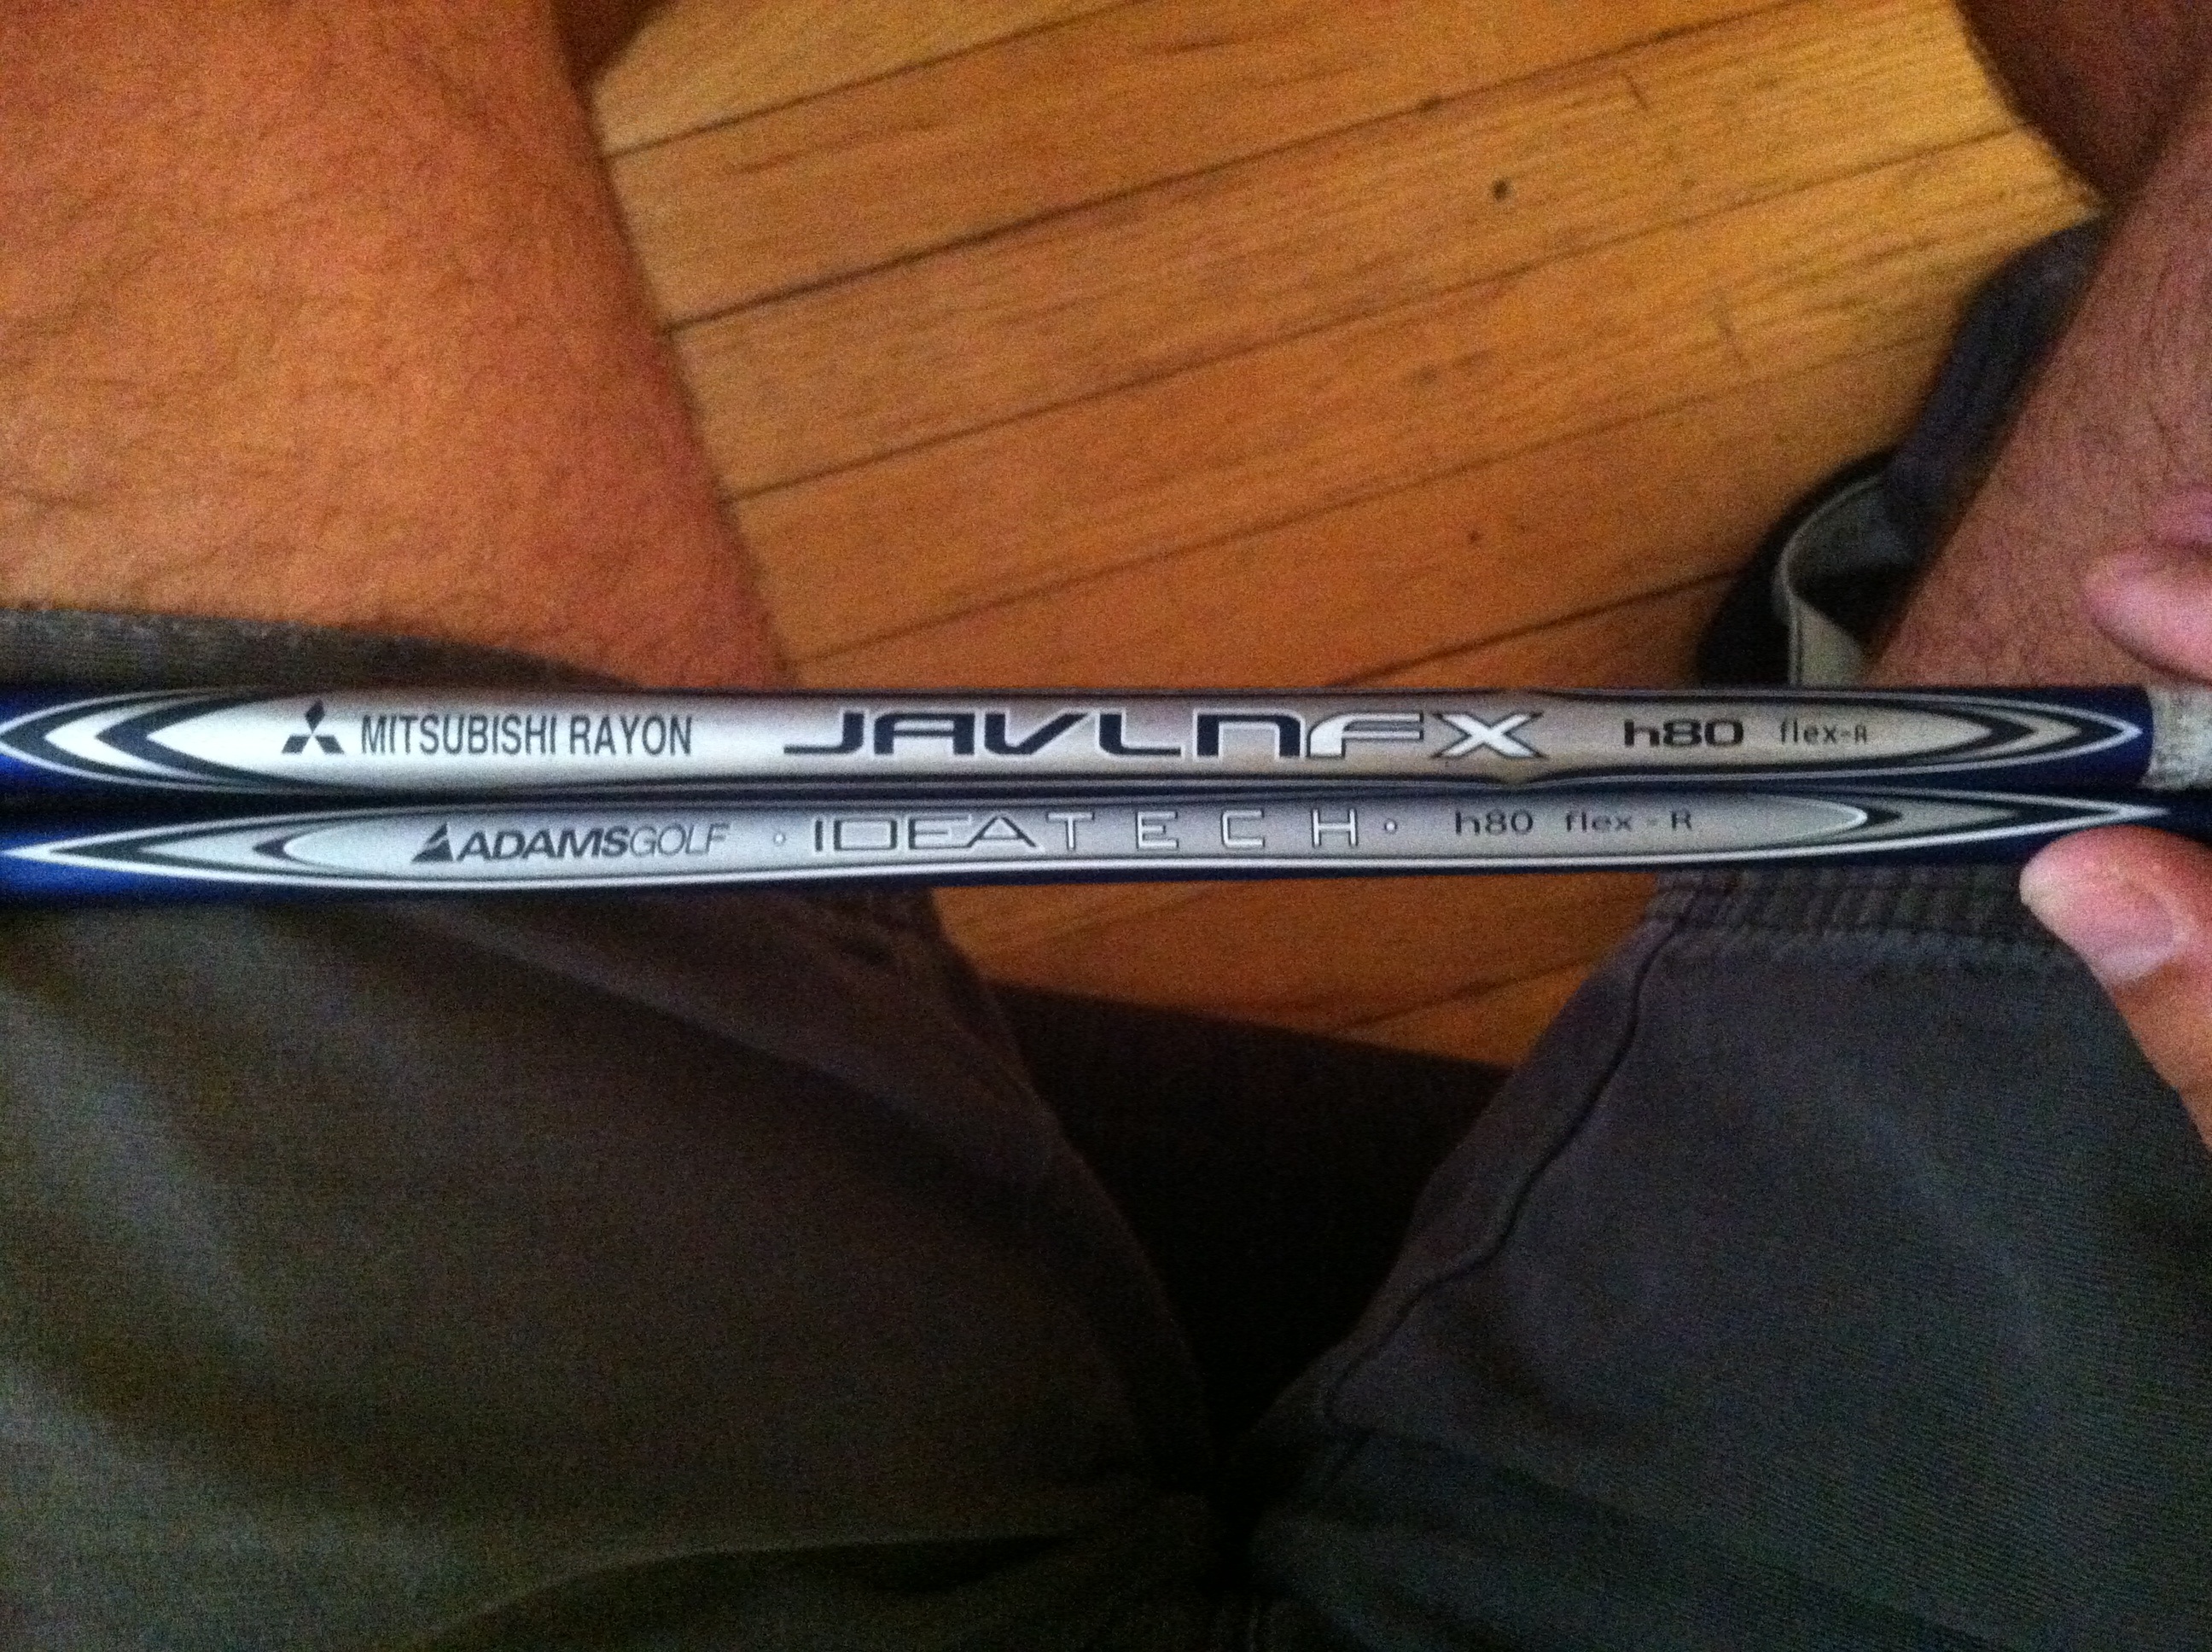 MITSUBISHI RAYON JAVLNFX h80 flex-R
ADAMSGOLF · IDEATECH · h80 flex-R